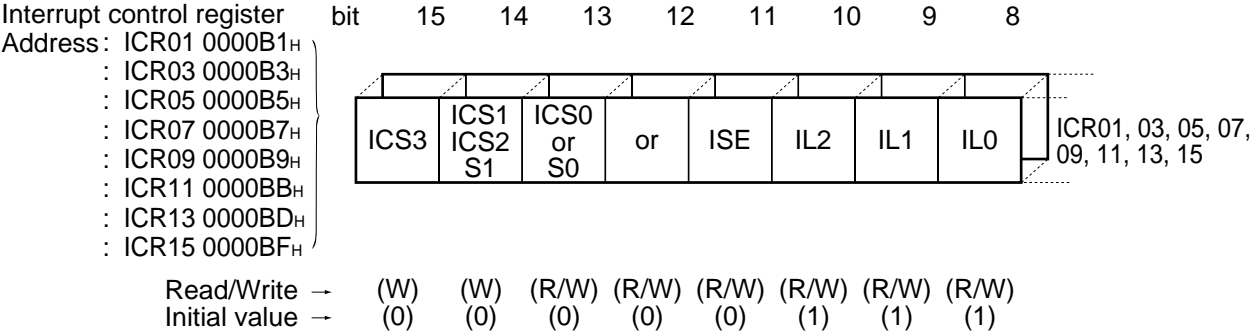 Interrupt control register bit 15 14 13 12 11 10 9 8
Address : ICR01 0000B1H
: ICR03 0000B3H
: ICR05 0000B5H
: ICR07 0000B7H
: ICR09 0000B9H
: ICR11 0000BBH
: ICR13 0000BDH
: ICR15 0000BFH
ICS3
ICS1
ICS2
S1
ICS0
or
S0
or
ISE
IL2
IL1
IL0
ICR01, 03, 05, 07,
09, 11, 13, 15
Read/Write → (W) (W) (R/W) (R/W) (R/W) (R/W) (R/W) (R/W)
Initial value → (0) (0) (0) (0) (0) (1) (1) (1)